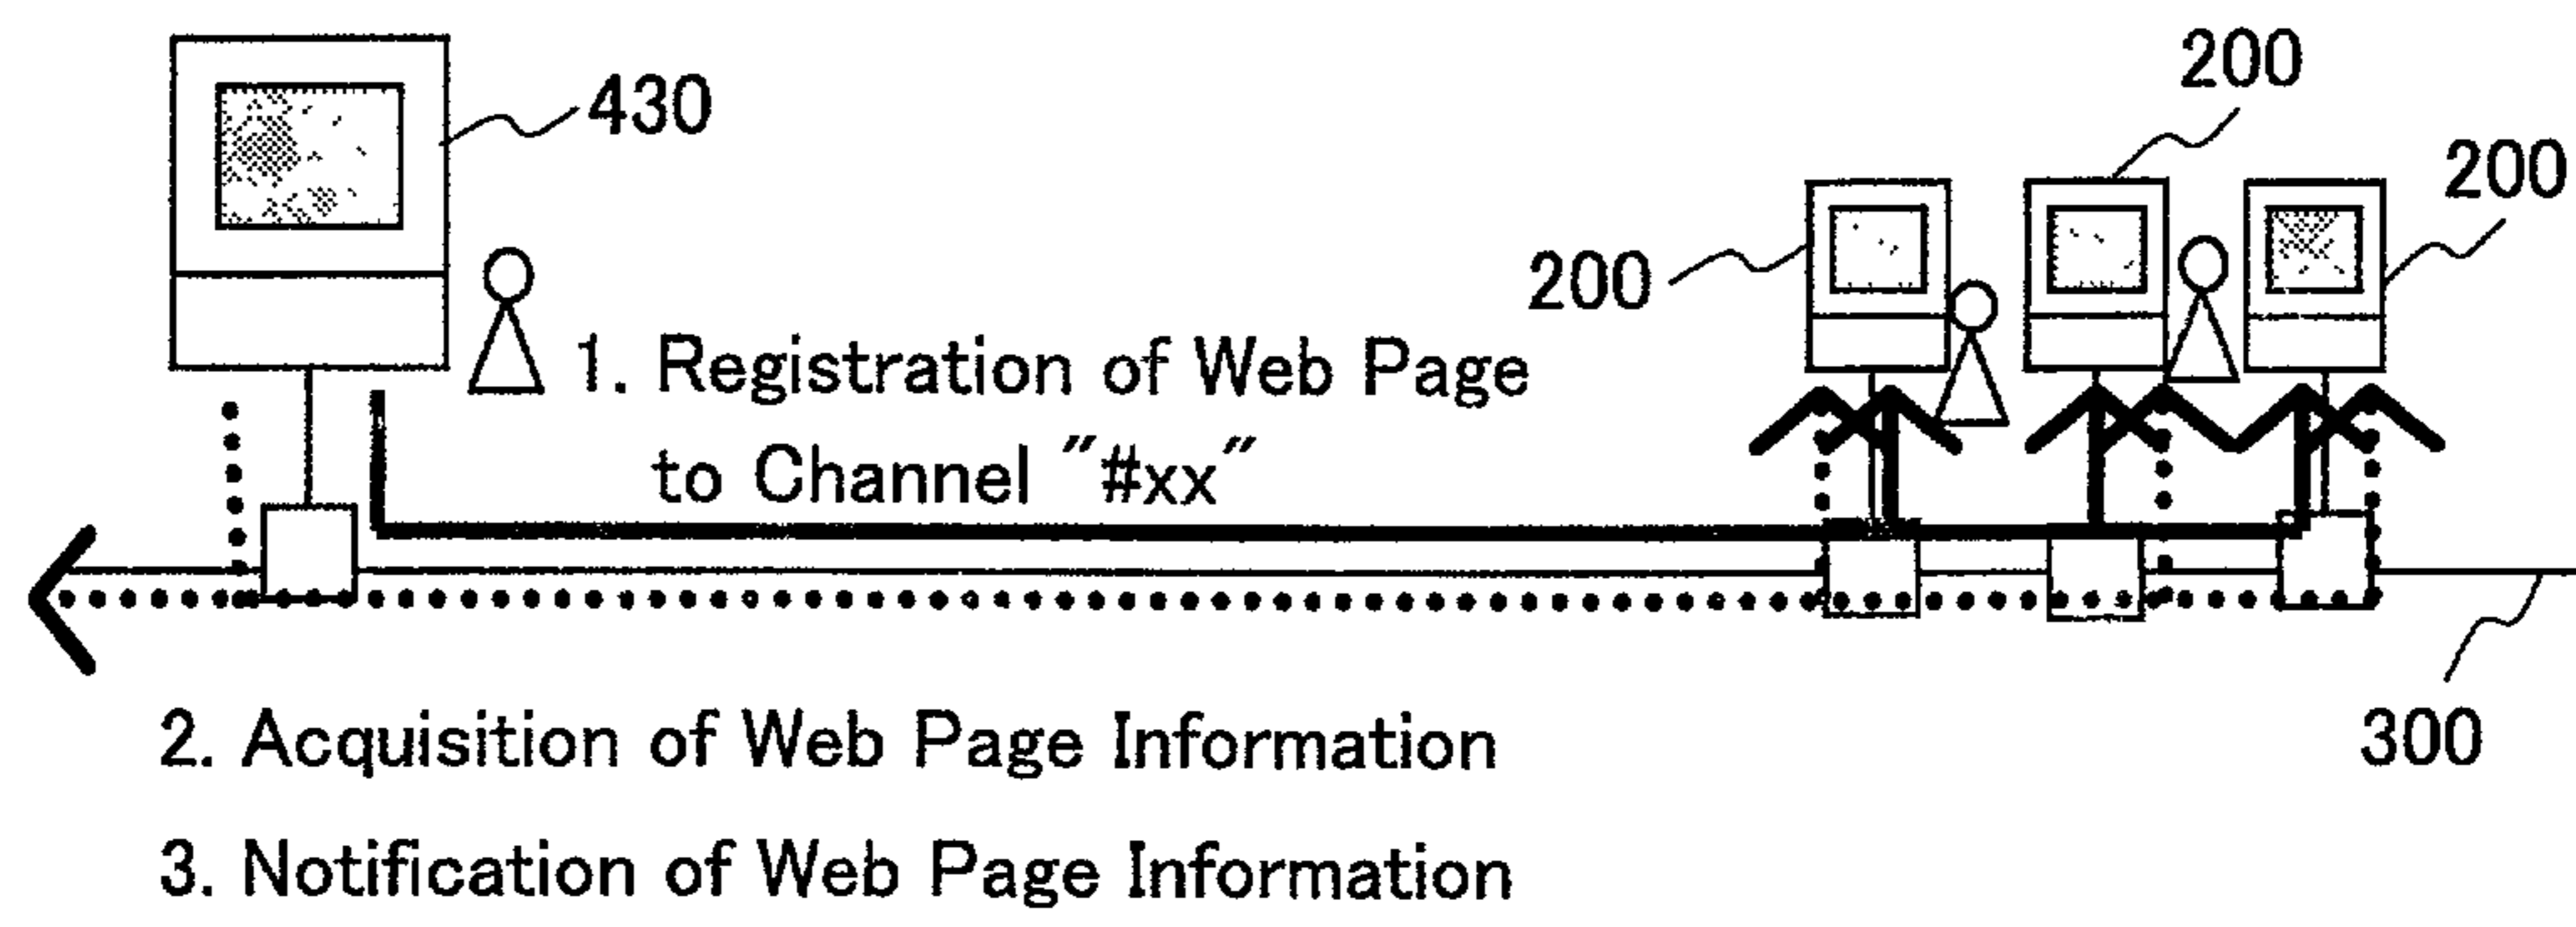 430
200
200
200
1. Registration of Web Page
to Channel "#xx"
300
2. Acquisition of Web Page Information
3. Notification of Web Page Information